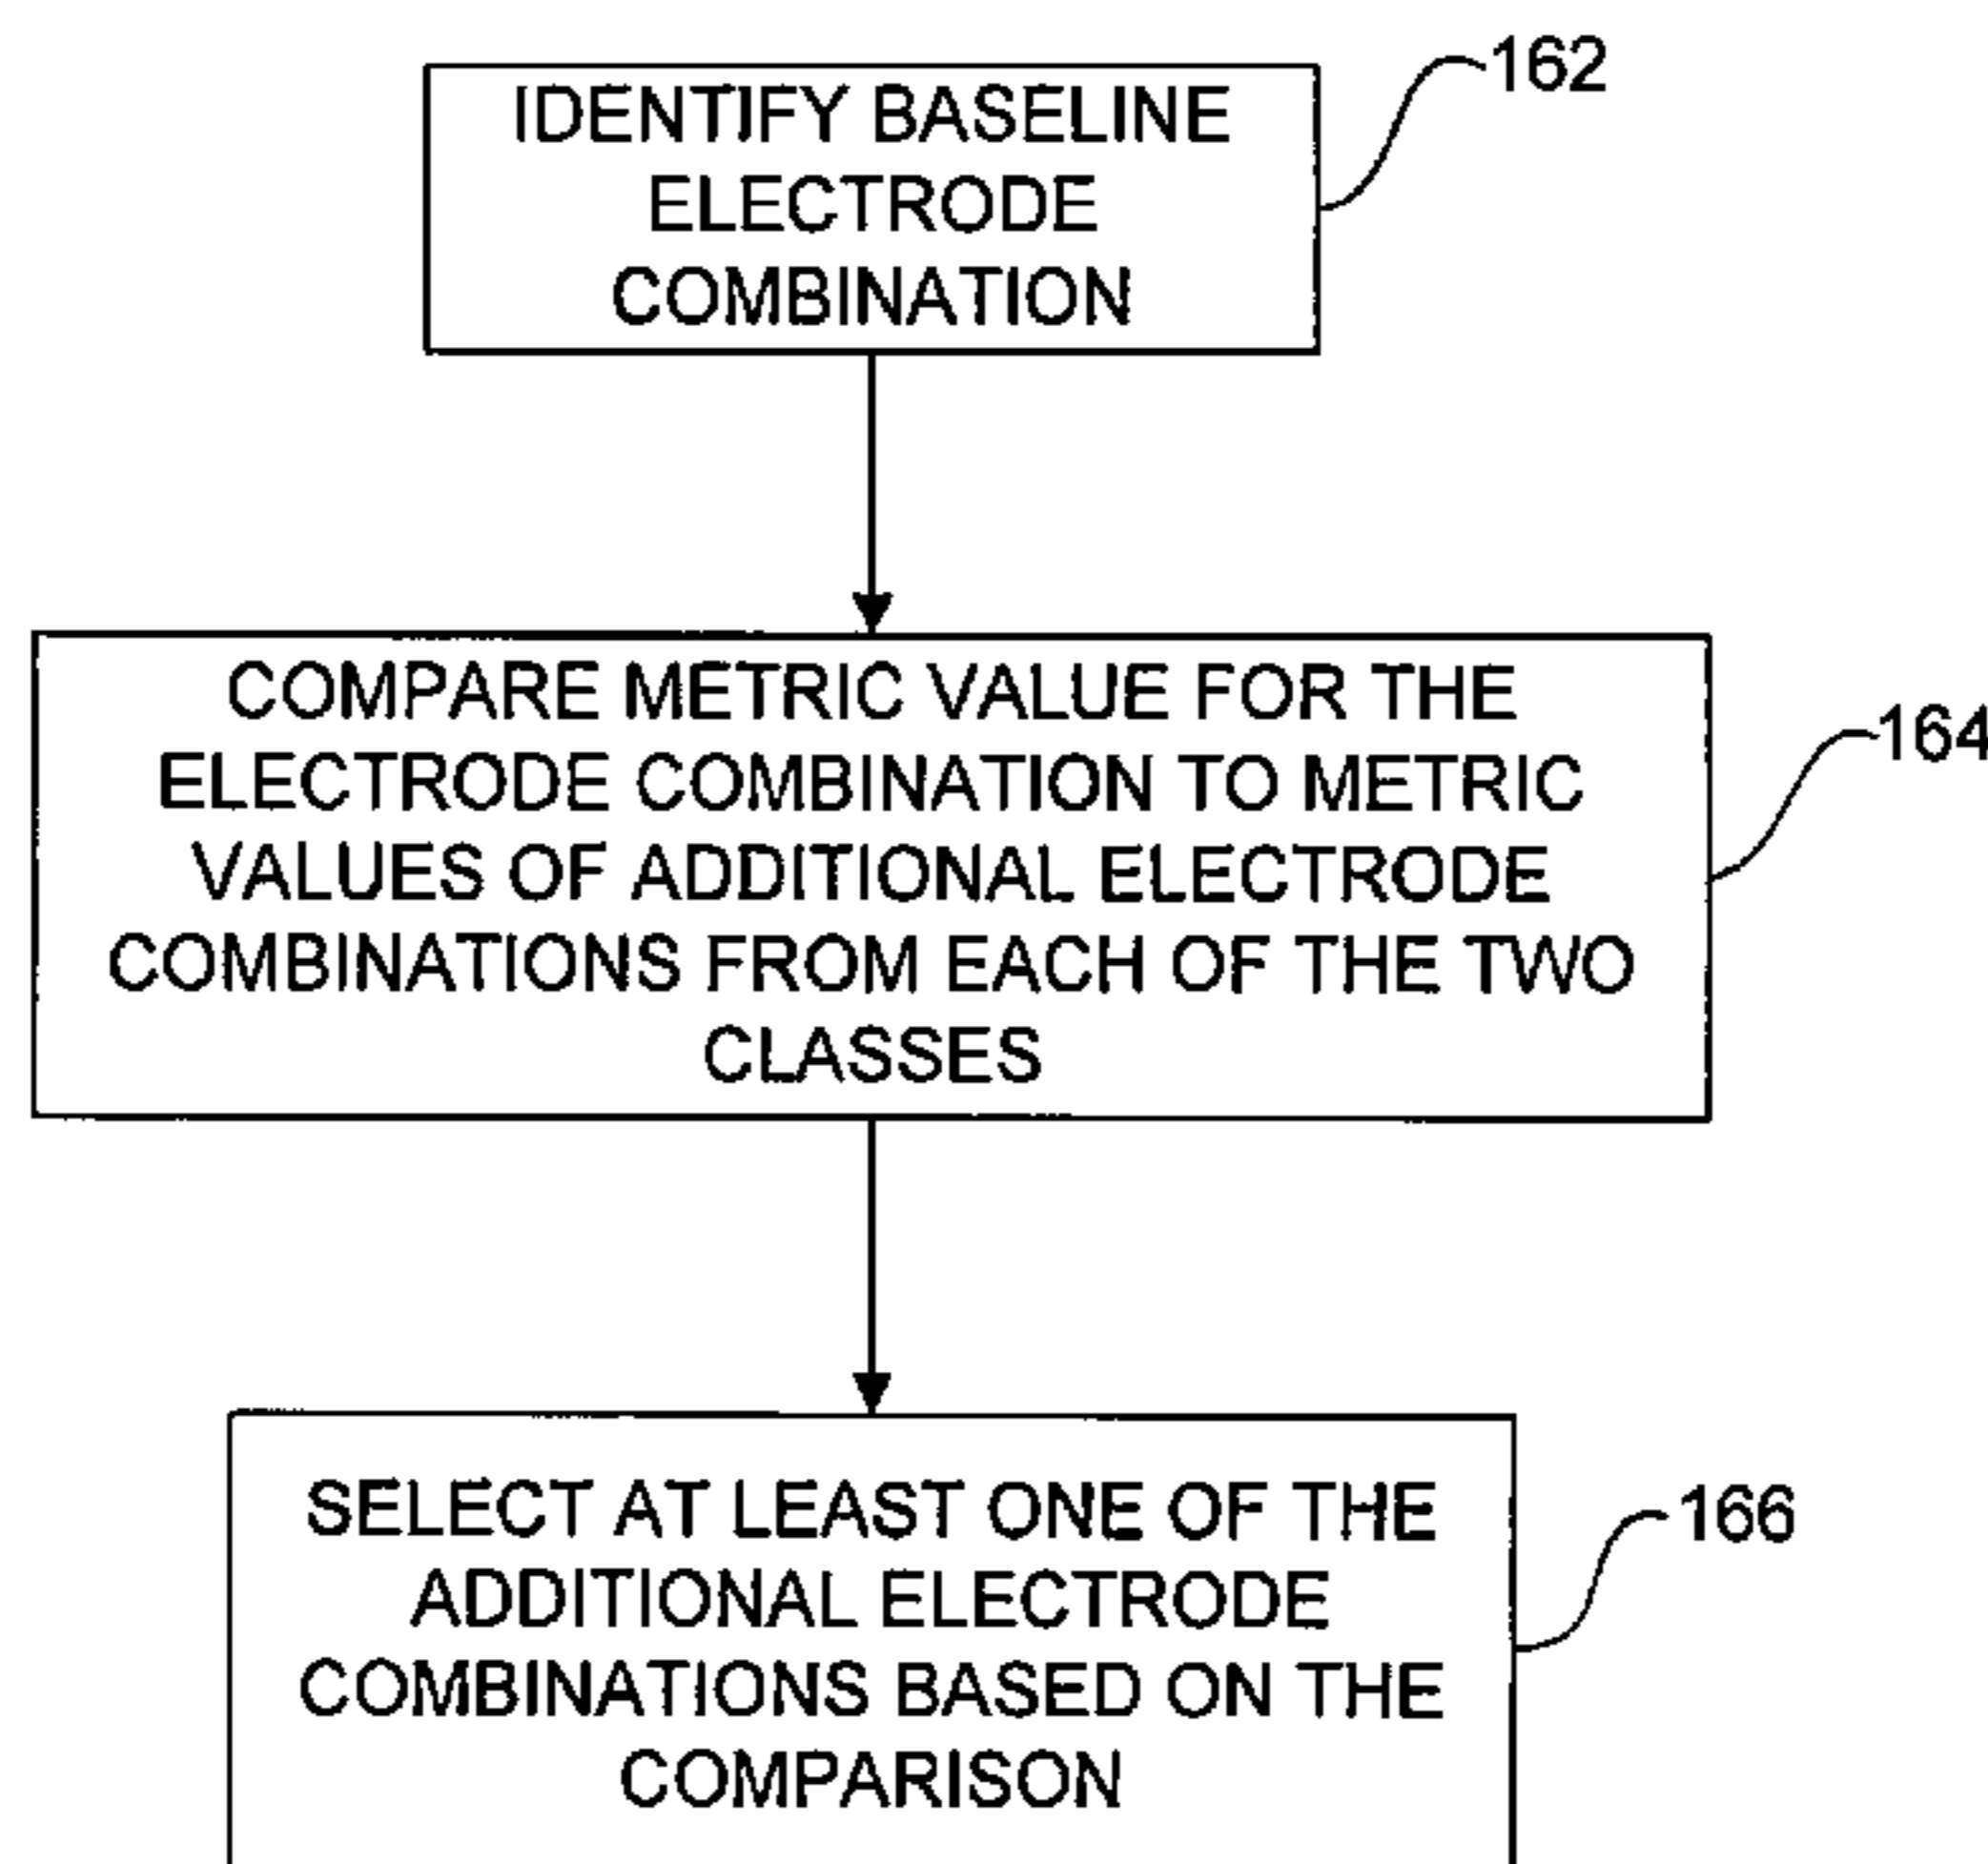 162
IDENTIFY BASELINE
ELECTRODE
COMBINATION
COMPARE METRIC VALUE FOR THE
ELECTRODE COMBINATION TO METRIC
VALUES OF ADDITIONAL ELECTRODE
COMBINATIONS FROM EACH OF THE TWO
CLASSES
164
SELECT AT LEAST ONE OF THE
ADDITIONAL ELECTRODE
COMBINATIONS BASED ON THE
COMPARISON
166